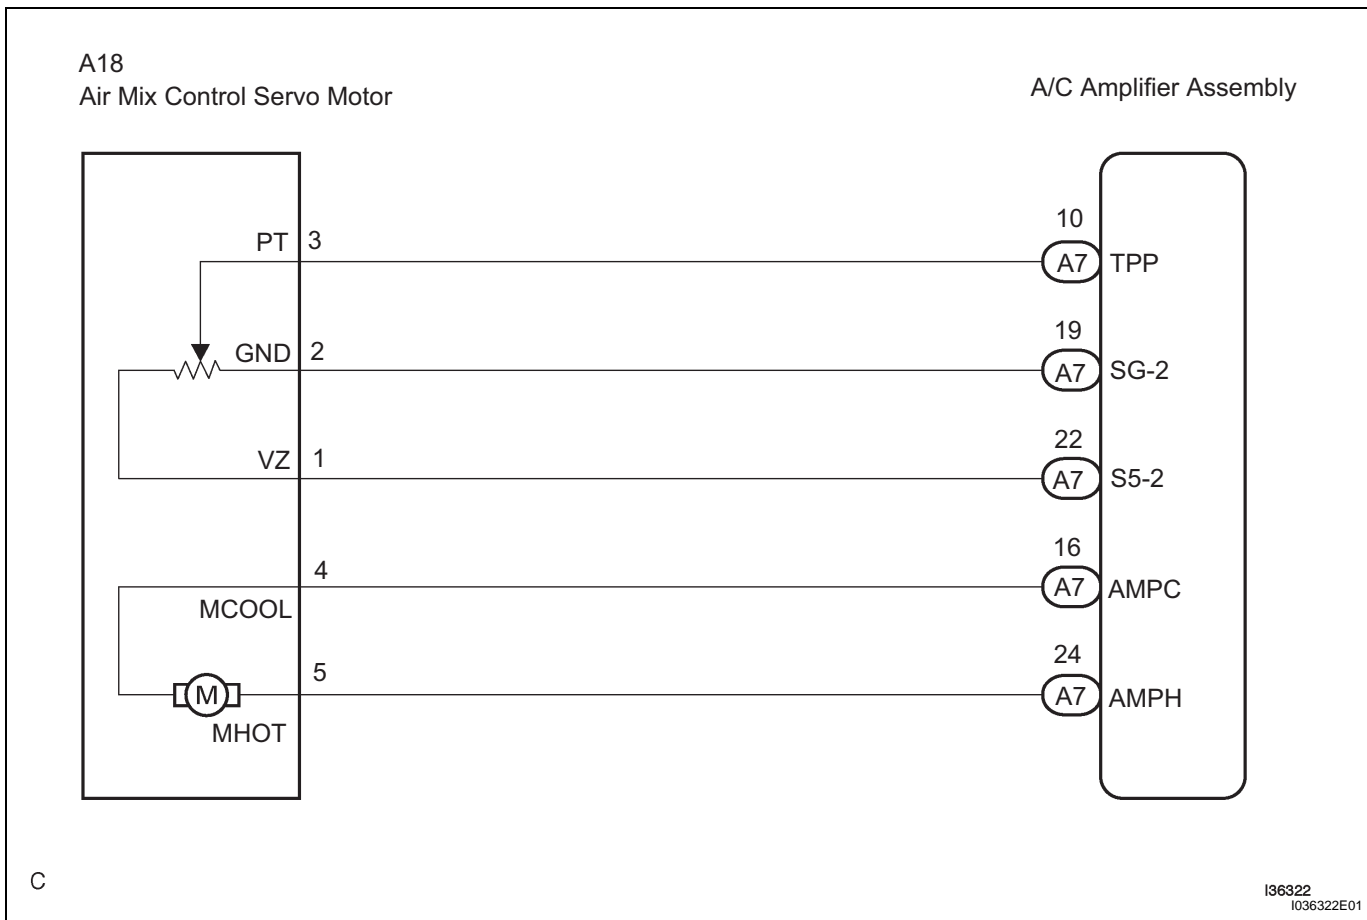 A18
Air Mix Control Servo Motor
A/C Amplifier Assembly
PT 3
10
A7 TPP
GND 2
19
A7 SG-2
VZ 1
22
A7 S5-2
4
MCOOL
16
A7 AMPC
5
M
MHOT
24
A7 AMPH
C
I36322
I036322E01